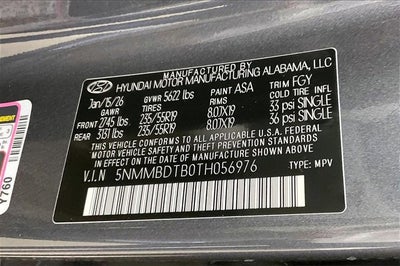 HYUNDAI MOTOR MANUFACTURING ALABAMA, LLC
MANUFACTURED BY
Jan/15/26 GVWR 5622 lbs PAINT ASA TRIM FGY
GAWR TIRES RIMS COLD TIRE INFL
FRONT 2745 lbs 235/55R19 8.0JX19 33 psi SINGLE
REAR 3131 lbs 235/55R19 8.0JX19 36 psi SINGLE
THIS VEHICLE CONFORMS TO ALL APPLICABLE U.S.A. FEDERAL
MOTOR VEHICLE SAFETY AND THEFT PREVENTION STANDARDS
IN EFFECT ON THE DATE OF MANUFACTURE SHOWN ABOVE.
V.I.N 5NMMBDTB0TH056976 TYPE: MPV
Y760